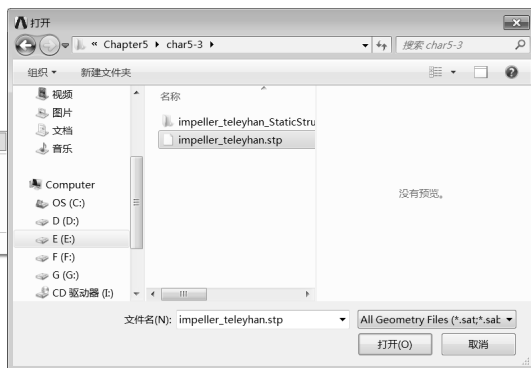 打开
« Chapter5 ▸ char5-3 ▸
搜索 char5-3
组织 ▾ 新建文件夹
视频
图片
文档
音乐
Computer
OS (C:)
D (D:)
E (E:)
F (F:)
G (G:)
CD 驱动器 (I:)
名称
impeller_teleyhan_StaticStru
impeller_teleyhan.stp
没有预览。
文件名(N): impeller_teleyhan.stp
All Geometry Files (*.sat;*.sab
打开(O) 取消